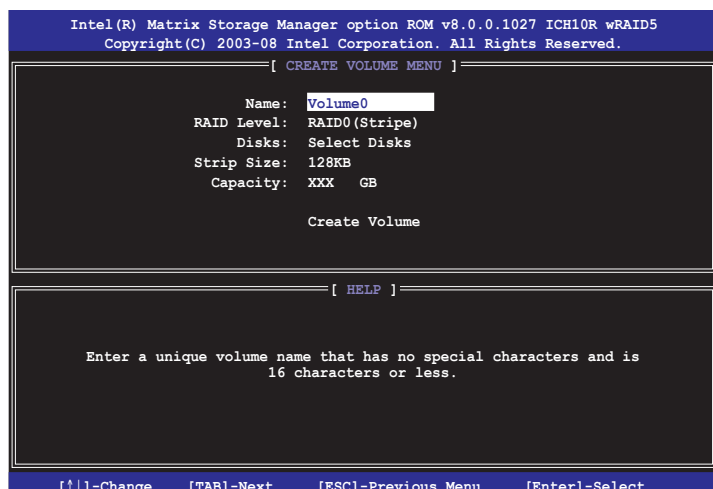 Intel(R) Matrix Storage Manager option ROM v8.0.0.1027 ICH10R wRAID5
Copyright(C) 2003-08 Intel Corporation. All Rights Reserved.
[ CREATE VOLUME MENU ]
Name: Volume0
RAID Level: RAID0(Stripe)
Disks: Select Disks
Strip Size: 128KB
Capacity: XXX GB
Create Volume
[ HELP ]
Enter a unique volume name that has no special characters and is
16 characters or less.
[↑↓]-Change [TAB]-Next [ESC]-Previous Menu [Enter]-Select